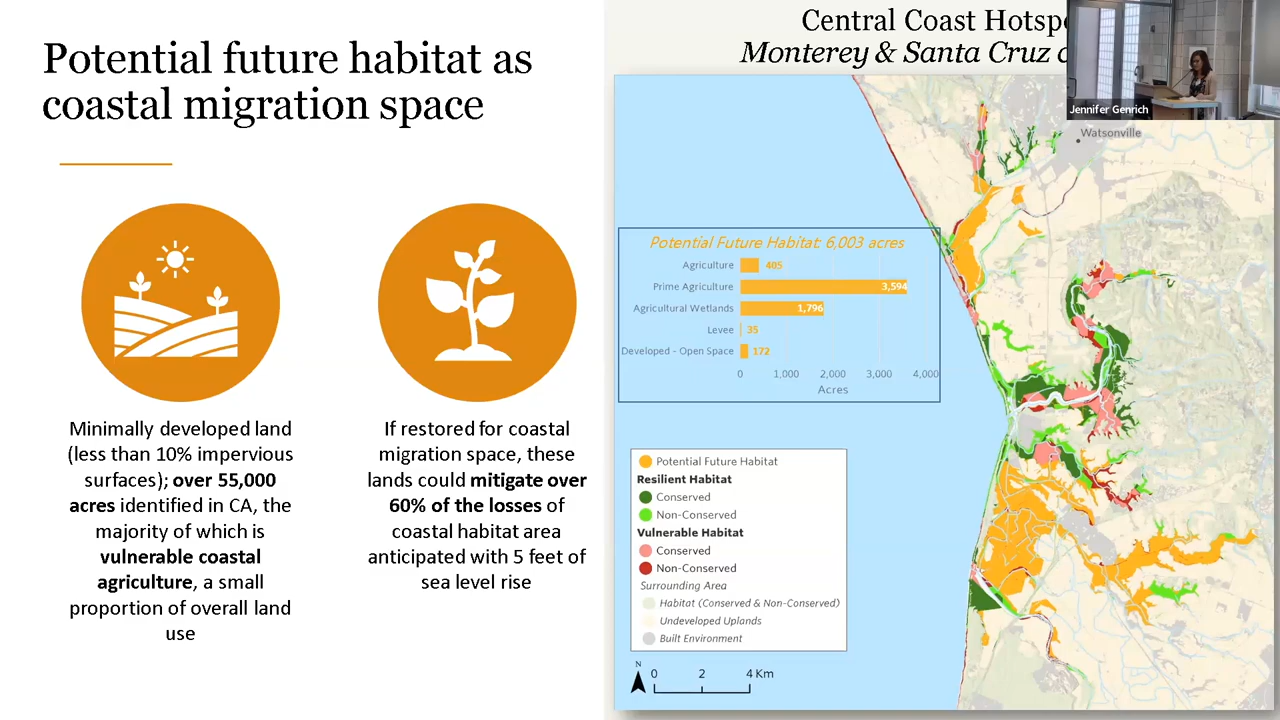 Potential future habitat as
coastal migration space
Minimally developed land
(less than 10% impervious
surfaces); over 55,000
acres identified in CA, the
majority of which is
vulnerable coastal
agriculture, a small
proportion of overall land
use
If restored for coastal
migration space, these
lands could mitigate over
60% of the losses of
coastal habitat area
anticipated with 5 feet of
sea level rise
Central Coast
Monterey & Santa Cruz
Jennifer Genrich
Watsonville
Potential Future Habitat: 6,003 acres
Agriculture 405
Prime Agriculture 3,594
Agricultural Wetlands 1,796
Levee 35
Developed - Open Space 172
0 1,000 2,000 3,000 4,000
Acres
Potential Future Habitat
Resilient Habitat
Conserved
Non-Conserved
Vulnerable Habitat
Conserved
Non-Conserved
Surrounding Area
Habitat (Conserved & Non-Conserved)
Undeveloped Uplands
Built Environment
N
0 2 4 Km